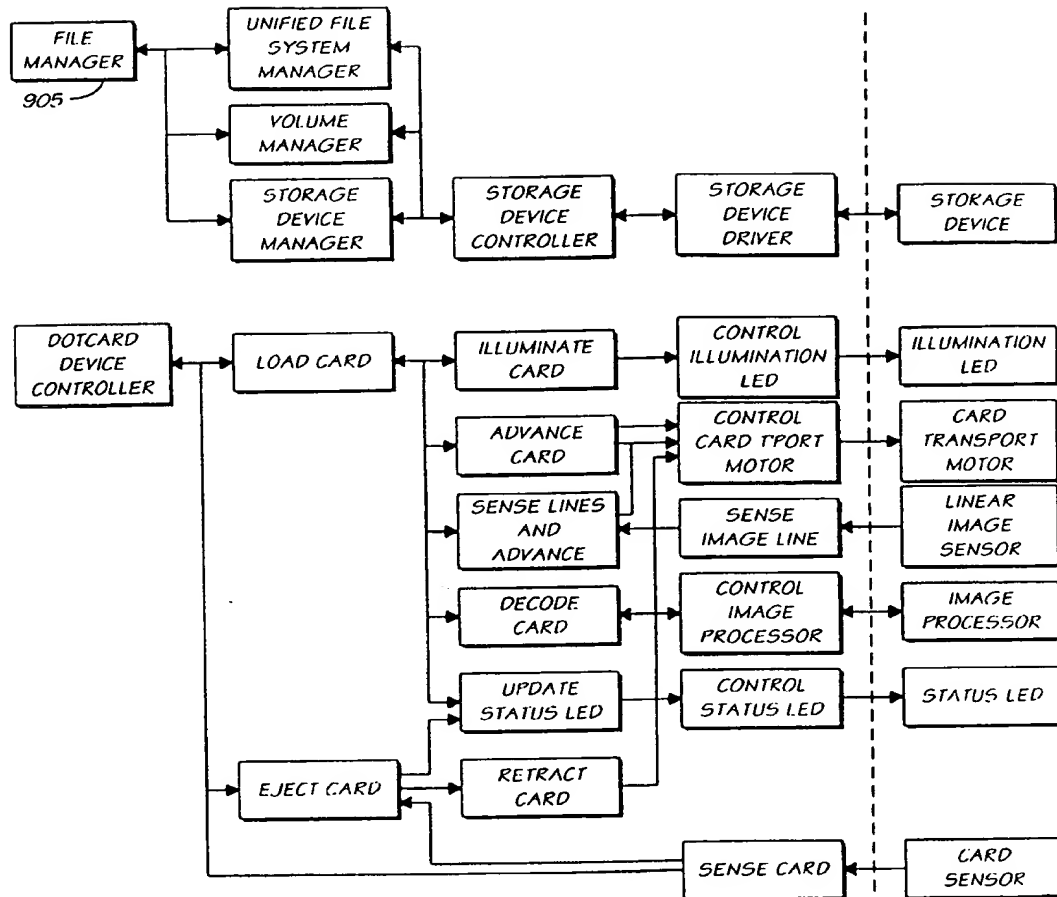 FILE
MANAGER
905
UNIFIED FILE
SYSTEM
MANAGER
VOLUME
MANAGER
STORAGE
DEVICE
MANAGER
STORAGE
DEVICE
CONTROLLER
STORAGE
DEVICE
DRIVER
STORAGE
DEVICE
DOTCARD
DEVICE
CONTROLLER
LOAD CARD
ILLUMINATE
CARD
CONTROL
ILLUMINATION
LED
ILLUMINATION
LED
ADVANCE
CARD
CONTROL
CARD T'PORT
MOTOR
CARD
TRANSPORT
MOTOR
SENSE LINES
AND
ADVANCE
SENSE
IMAGE LINE
LINEAR
IMAGE
SENSOR
DECODE
CARD
CONTROL
IMAGE
PROCESSOR
IMAGE
PROCESSOR
UPDATE
STATUS LED
CONTROL
STATUS LED
STATUS LED
EJECT CARD
RETRACT
CARD
SENSE CARD
CARD
SENSOR